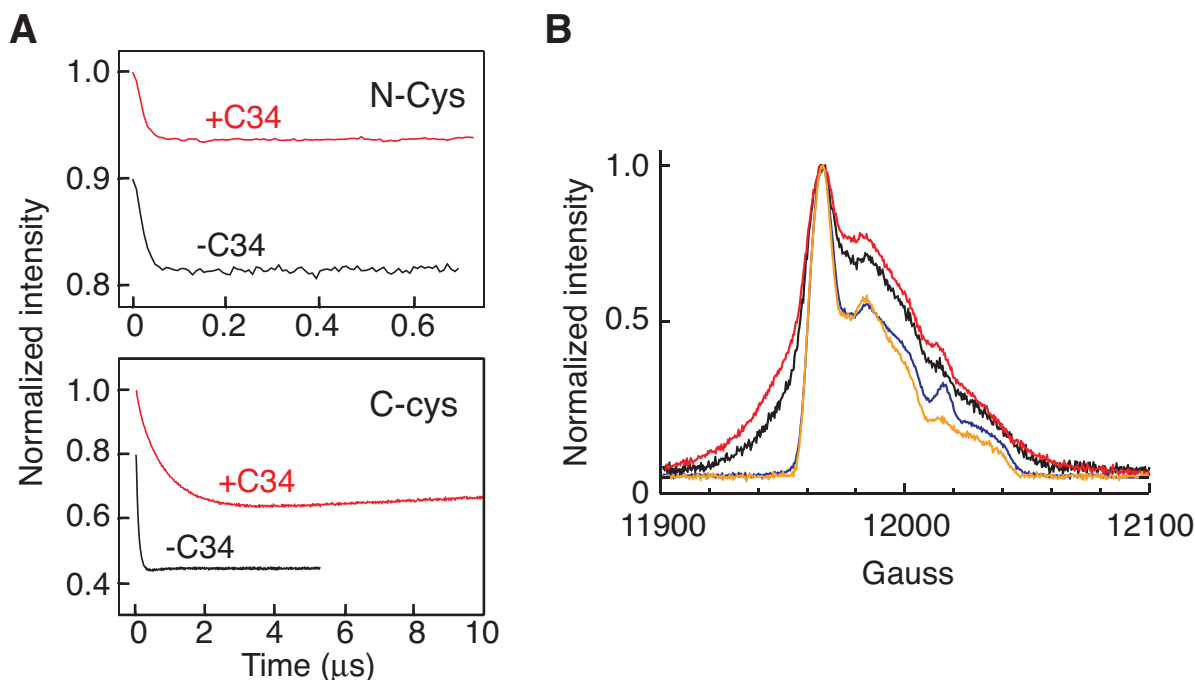 A
Normalized intensity
1.0
0.9
0.8
N-Cys
+C34
-C34
0 0.2 0.4 0.6
1.0
0.8
0.6
0.4
C-cys
+C34
-C34
0 2 4 6 8 10
Time (μs)
B
Normalized intensity
1.0
0.5
0
11900 12000 12100
Gauss